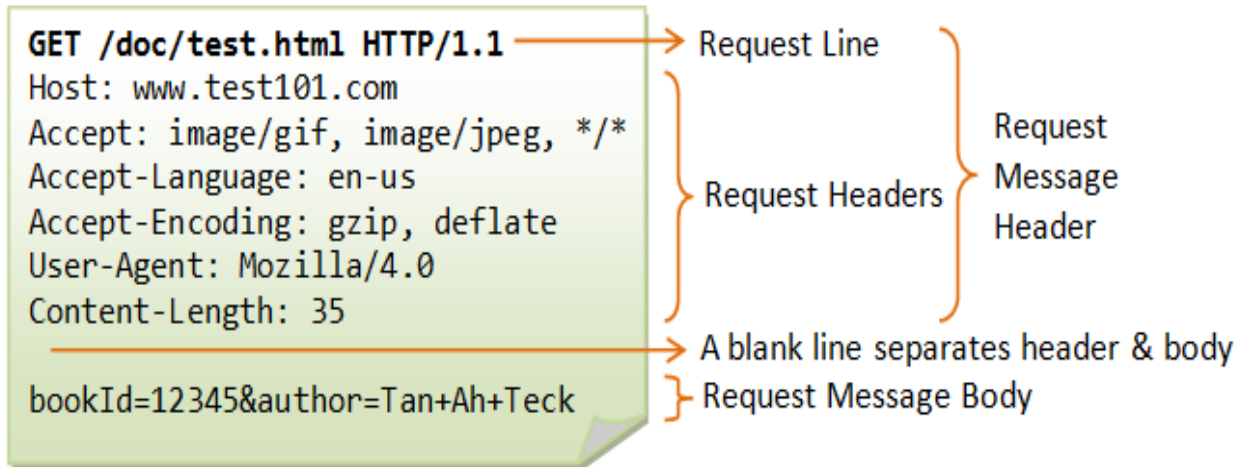 GET /doc/test.html HTTP/1.1
Host: www.test101.com
Accept: image/gif, image/jpeg, */*
Accept-Language: en-us
Accept-Encoding: gzip, deflate
User-Agent: Mozilla/4.0
Content-Length: 35
bookId=12345&author=Tan+Ah+Teck
Request Line
Request Headers
Request
Message
Header
A blank line separates header & body
Request Message Body